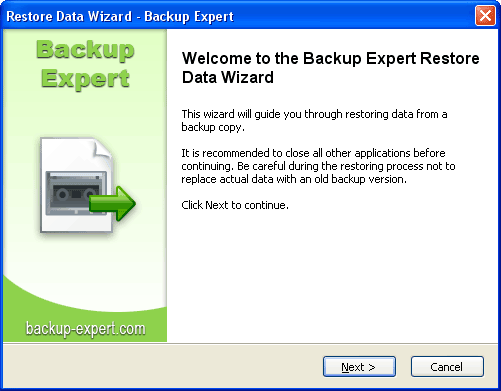 Restore Data Wizard - Backup Expert
Backup
Expert
backup-expert.com
Welcome to the Backup Expert Restore
Data Wizard
This wizard will guide you through restoring data from a
backup copy.
It is recommended to close all other applications before
continuing. Be careful during the restoring process not to
replace actual data with an old backup version.
Click Next to continue.
Next >
Cancel